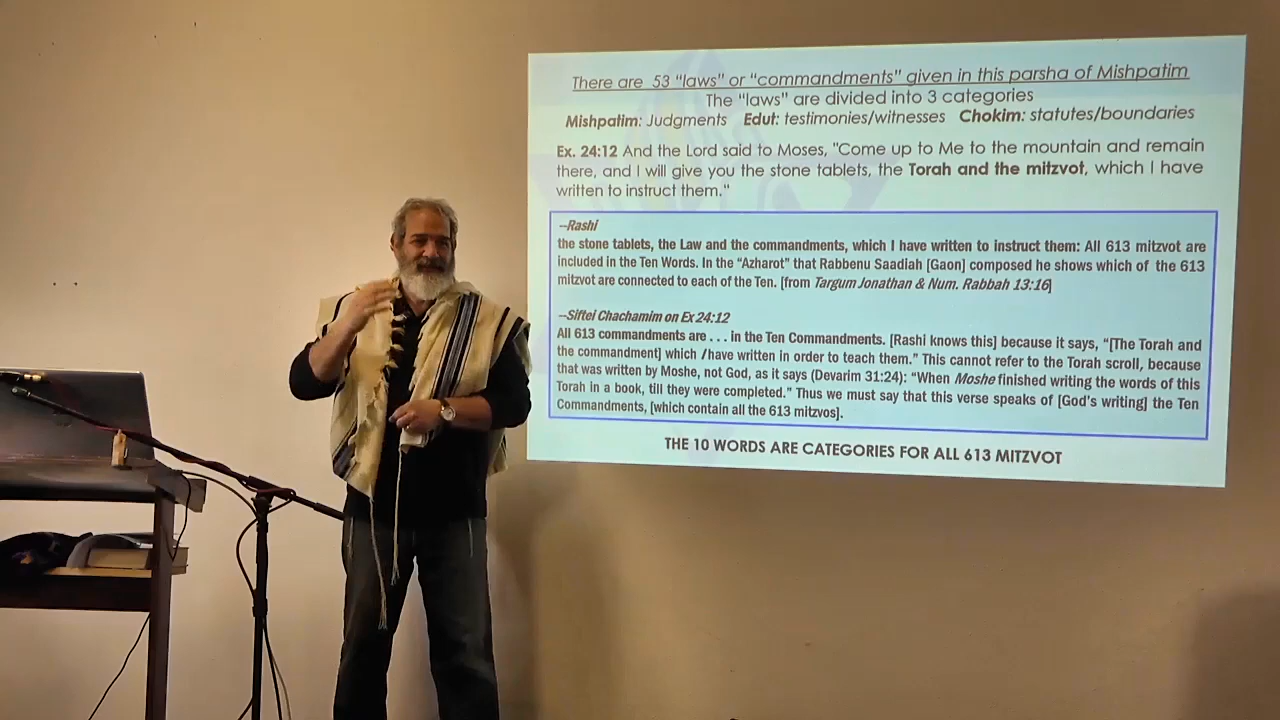 There are 53 "laws" or "commandments" given in this parsha of Mishpatim
The "laws" are divided into 3 categories
Mishpatim: Judgments Edut: testimonies/witnesses Chokim: statutes/boundaries
Ex. 24:12 And the Lord said to Moses, "Come up to Me to the mountain and remain
there, and I will give you the stone tablets, the Torah and the mitzvot, which I have
written to instruct them."
--Rashi
the stone tablets, the Law and the commandments, which I have written to instruct them: All 613 mitzvot are
included in the Ten Words. In the "Azharot" that Rabbenu Saadiah [Gaon] composed he shows which of the 613
mitzvot are connected to each of the Ten. [from Targum Jonathan & Num. Rabbah 13:16]
--Siftei Chachamim on Ex 24:12
All 613 commandments are . . . in the Ten Commandments. [Rashi knows this] because it says, "[The Torah and
the commandment] which I have written in order to teach them." This cannot refer to the Torah scroll, because
that was written by Moshe, not God, as it says (Devarim 31:24): "When Moshe finished writing the words of this
Torah in a book, till they were completed." Thus we must say that this verse speaks of [God's writing] the Ten
Commandments, [which contain all the 613 mitzvos].
THE 10 WORDS ARE CATEGORIES FOR ALL 613 MITZVOT